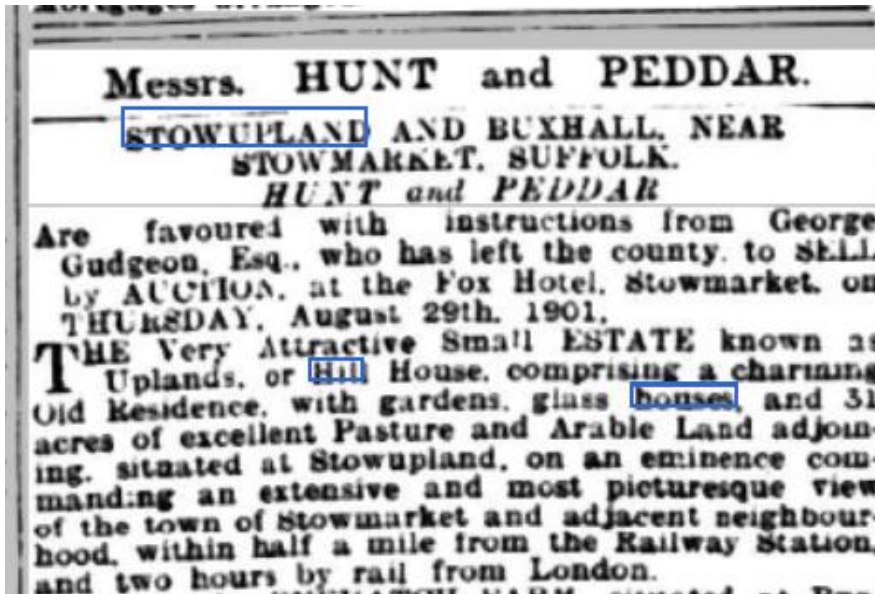 Messrs. HUNT and PEDDAR.
STOWUPLAND AND BUXHALL, NEAR
STOWMARKET, SUFFOLK.
HUNT and PEDDAR
Are favoured with instructions from George
Gudgeon, Esq., who has left the county, to SELL
by AUCTION, at the Fox Hotel, Stowmarket, on
THURSDAY, August 29th, 1901,
THE Very Attractive Small ESTATE known as
Uplands, or Hill House, comprising a charming
Old Residence, with gardens, glass houses, and 31
acres of excellent Pasture and Arable Land adjoin-
ing, situated at Stowupland, on an eminence com-
manding an extensive and most picturesque view
of the town of Stowmarket and adjacent neighbour-
hood, within half a mile from the Railway Station,
and two hours by rail from London.
FARM, situated at